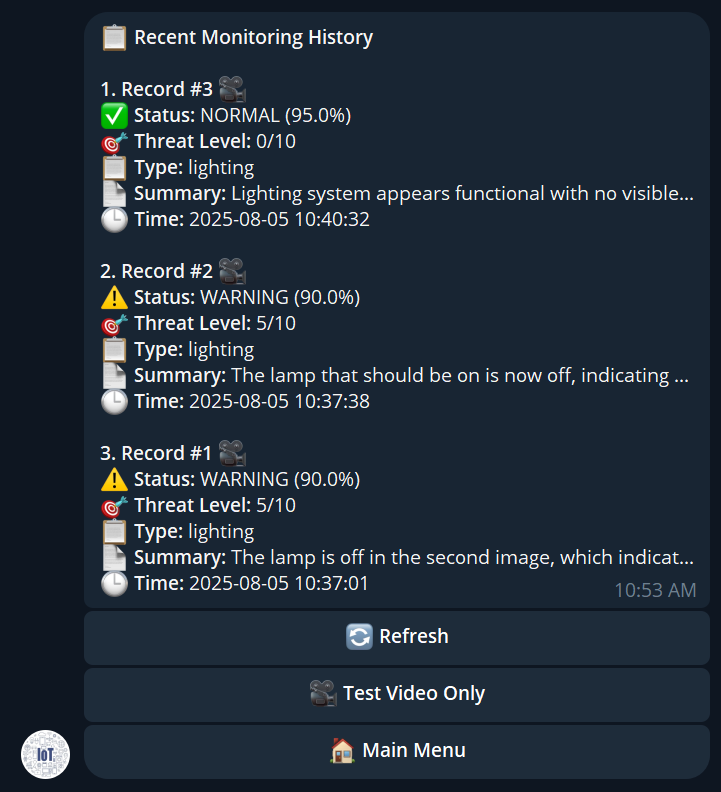 Recent Monitoring History
1. Record #3
Status: NORMAL (95.0%)
Threat Level: 0/10
Type: lighting
Summary: Lighting system appears functional with no visible...
Time: 2025-08-05 10:40:32
2. Record #2
Status: WARNING (90.0%)
Threat Level: 5/10
Type: lighting
Summary: The lamp that should be on is now off, indicating ...
Time: 2025-08-05 10:37:38
3. Record #1
Status: WARNING (90.0%)
Threat Level: 5/10
Type: lighting
Summary: The lamp is off in the second image, which indicat...
Time: 2025-08-05 10:37:01
10:53 AM
Refresh
Test Video Only
Main Menu
IoT